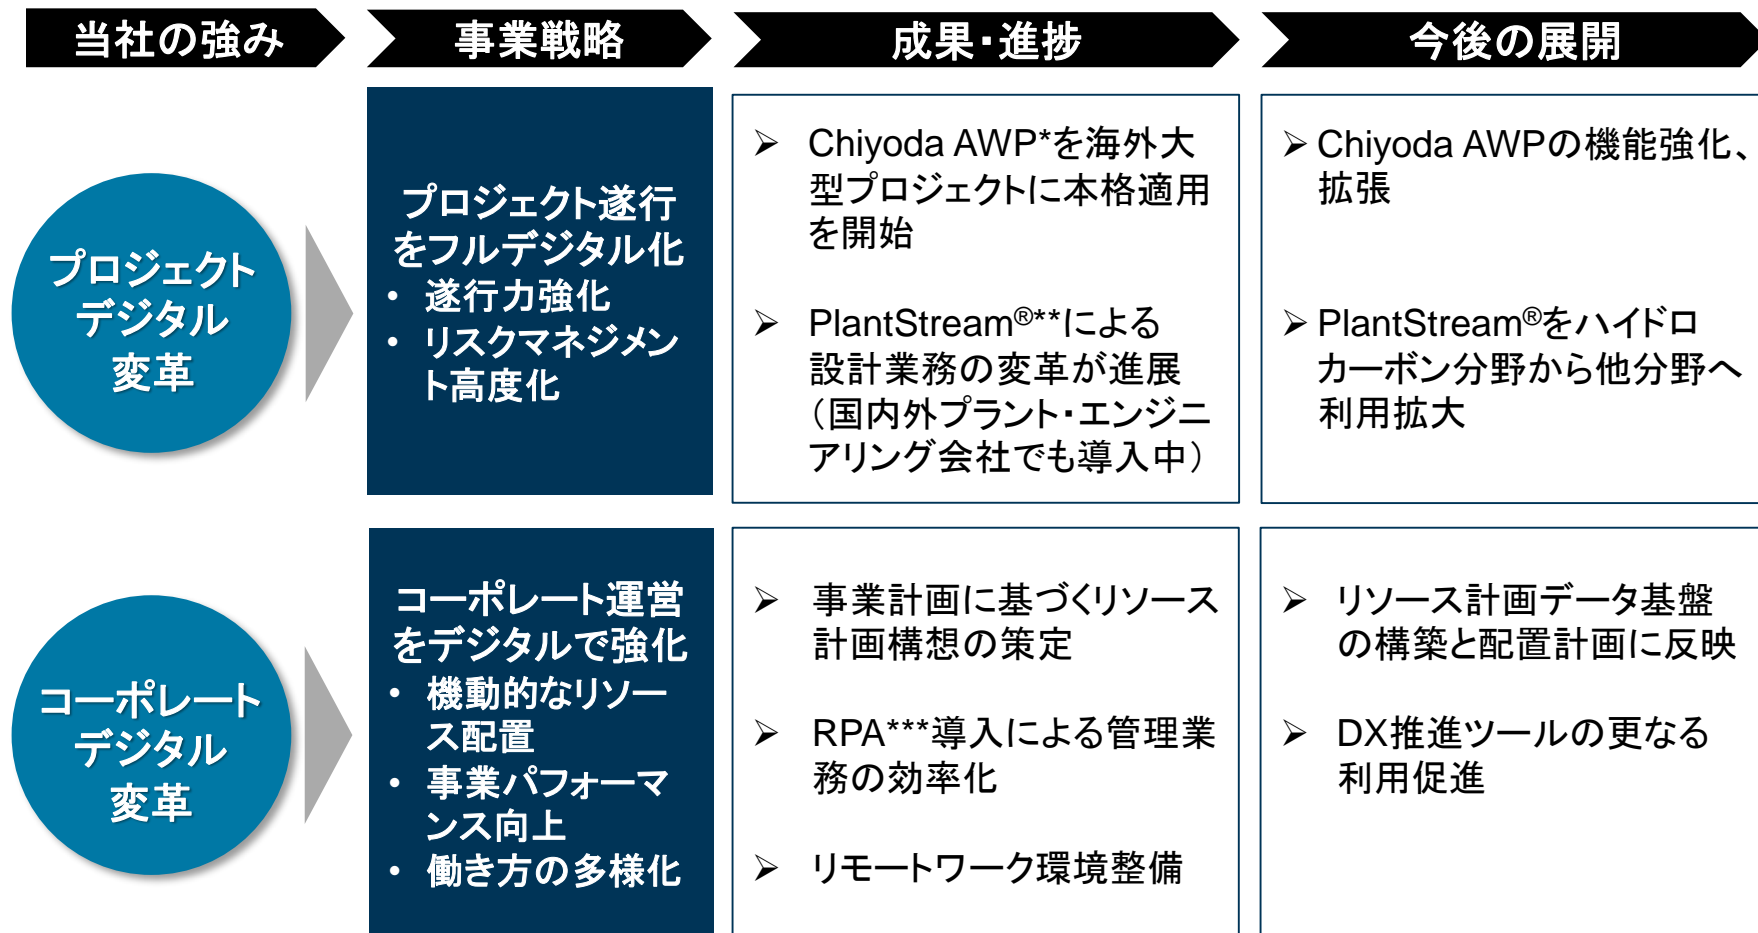 当社の強み
事業戦略
成果・進捗
今後の展開
プロジェクト
デジタル
変革
プロジェクト遂行
をフルデジタル化
• 遂行力強化
• リスクマネジメン
ト高度化
➢ Chiyoda AWP*を海外大
型プロジェクトに本格適用
を開始
➢ PlantStream®**による
設計業務の変革が進展
（国内外プラント・エンジニ
アリング会社でも導入中）
➢ Chiyoda AWPの機能強化、
拡張
➢ PlantStream®をハイドロ
カーボン分野から他分野へ
利用拡大
コーポレート
デジタル
変革
コーポレート運営
をデジタルで強化
• 機動的なリソー
ス配置
• 事業パフォーマ
ンス向上
• 働き方の多様化
➢ 事業計画に基づくリソース
計画構想の策定
➢ RPA***導入による管理業
務の効率化
➢ リモートワーク環境整備
➢ リソース計画データ基盤
の構築と配置計画に反映
➢ DX推進ツールの更なる
利用促進